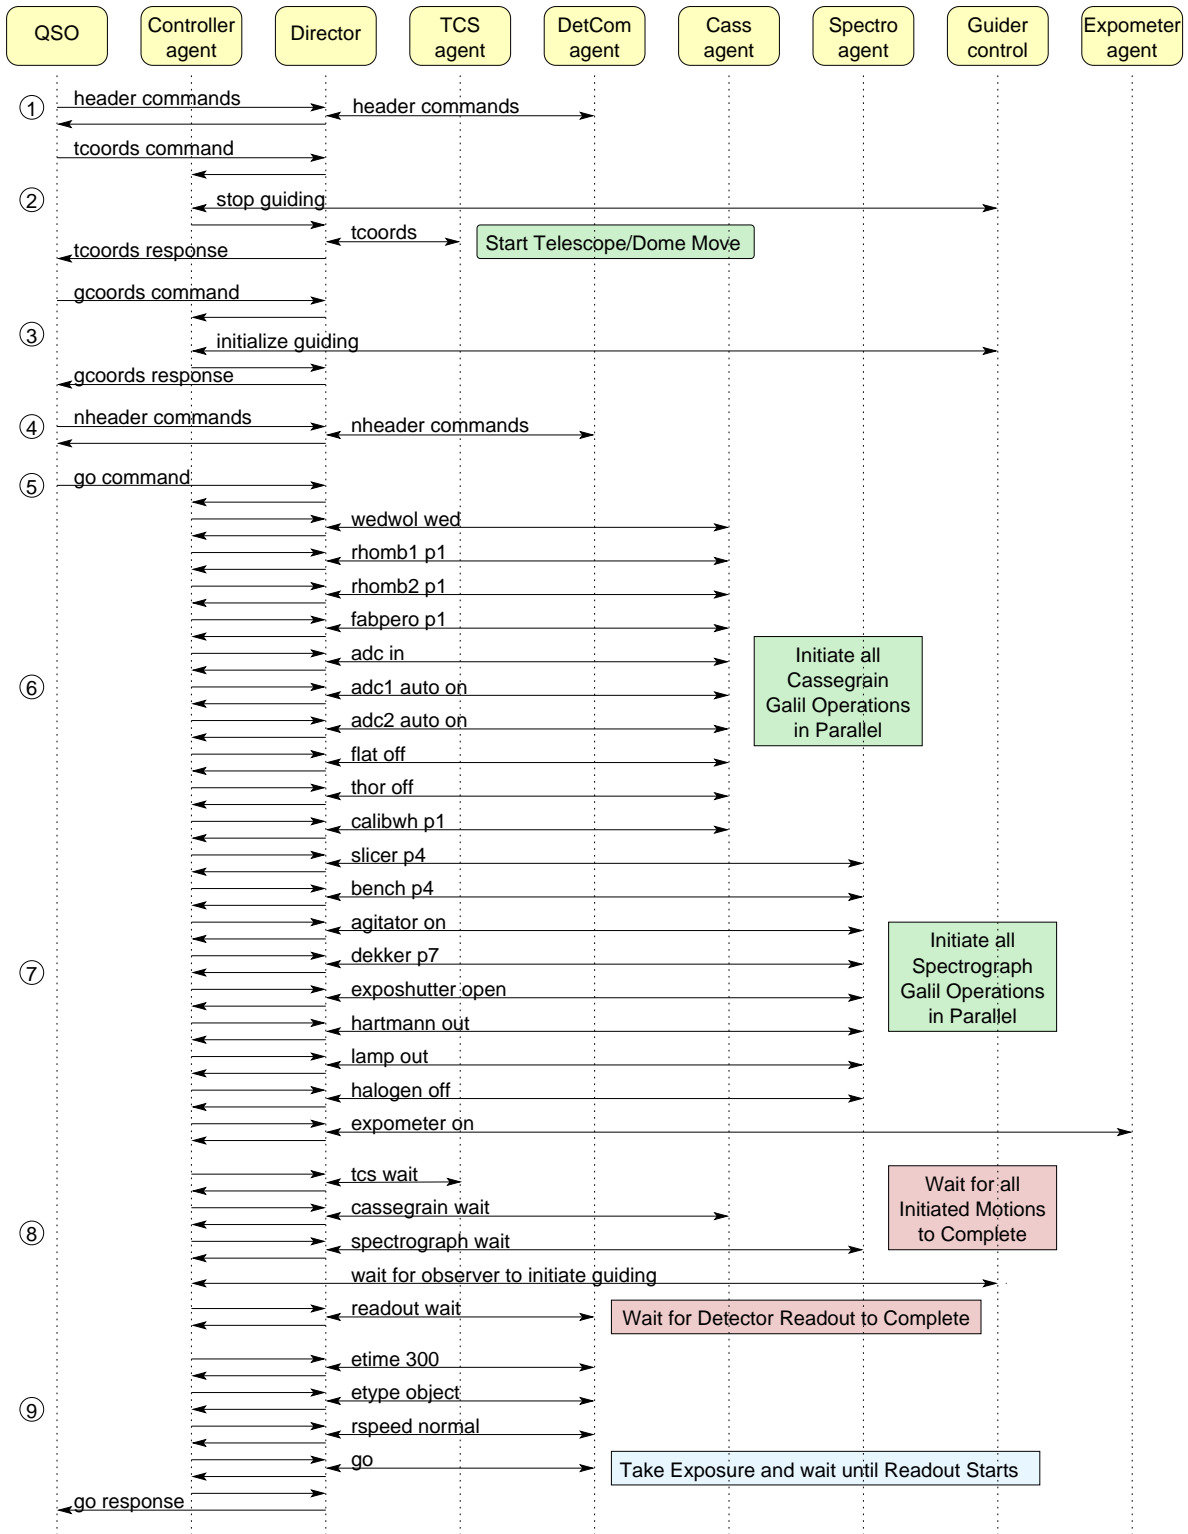 QSO
Controller
agent
Director
TCS
agent
DetCom
agent
Cass
agent
Spectro
agent
Guider
control
Expometer
agent
1
header commands
header commands
tcoords command
2
stop guiding
tcoords
Start Telescope/Dome Move
tcoords response
gcoords command
3
initialize guiding
gcoords response
4
nheader commands
nheader commands
5
go command
wedwol wed
rhomb1 p1
rhomb2 p1
fabpero p1
adc in
6
adc1 auto on
adc2 auto on
Initiate all
Cassegrain
Galil Operations
in Parallel
flat off
thor off
calibwh p1
slicer p4
bench p4
agitator on
dekker p7
7
exposhutter open
hartmann out
Initiate all
Spectrograph
Galil Operations
in Parallel
lamp out
halogen off
expometer on
tcs wait
cassegrain wait
8
spectrograph wait
Wait for all
Initiated Motions
to Complete
wait for observer to initiate guiding
readout wait
Wait for Detector Readout to Complete
etime 300
etype object
9
rspeed normal
go
Take Exposure and wait until Readout Starts
go response